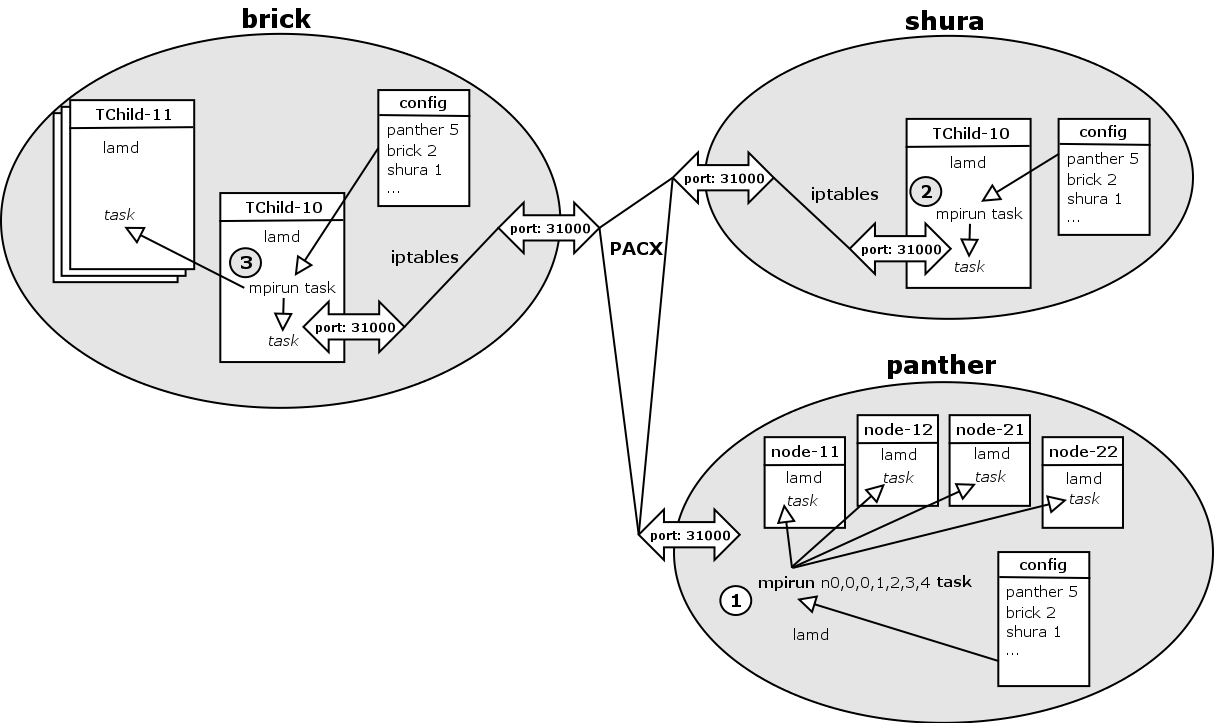 brick
TChild-11
lamd
task
config
panther 5
brick 2
shura 1
...
TChild-10
lamd
3
mpirun task
task
port: 31000
iptables
port: 31000
PACX
shura
port: 31000
iptables
port: 31000
TChild-10
lamd
2
mpirun task
task
config
panther 5
brick 2
shura 1
...
panther
node-11
lamd
task
node-12
lamd
task
node-21
lamd
task
node-22
lamd
task
port: 31000
1
mpirun n0,0,0,1,2,3,4 task
lamd
config
panther 5
brick 2
shura 1
...